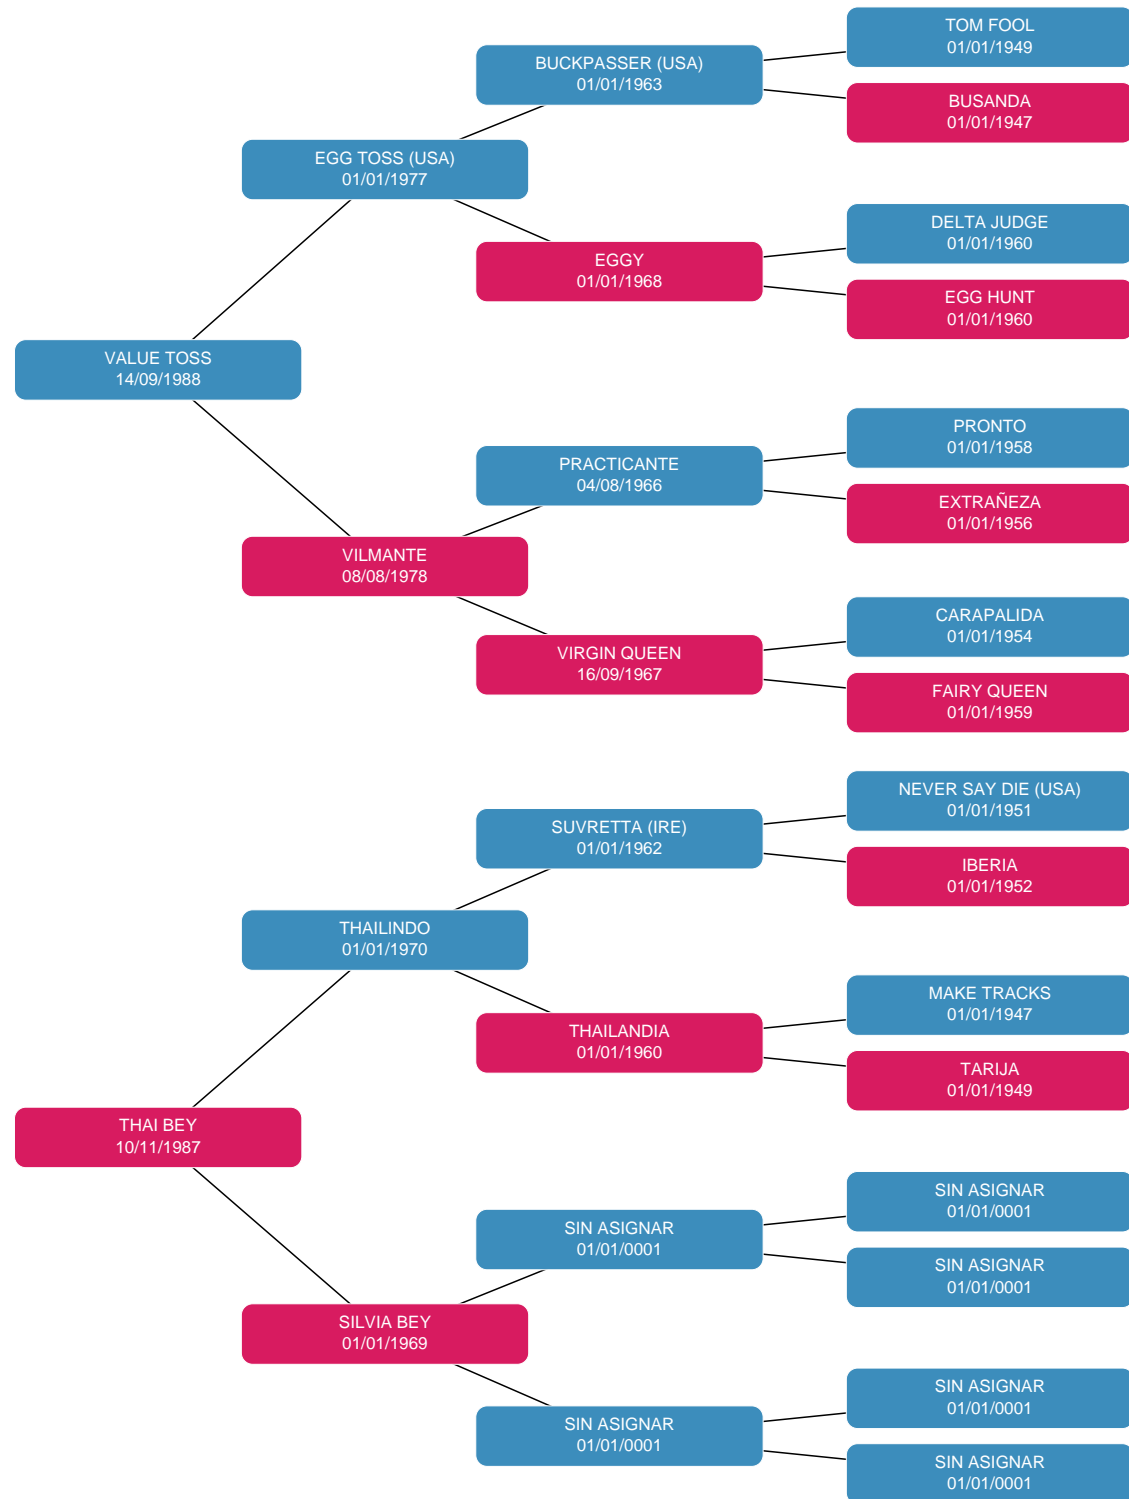 TOM FOOL
01/01/1949
BUCKPASSER (USA)
01/01/1963
BUSANDA
01/01/1947
EGG TOSS (USA)
01/01/1977
DELTA JUDGE
01/01/1960
EGGY
01/01/1968
EGG HUNT
01/01/1960
VALUE TOSS
14/09/1988
PRONTO
01/01/1958
PRACTICANTE
04/08/1966
EXTRAÑEZA
01/01/1956
VILMANTE
08/08/1978
CARAPALIDA
01/01/1954
VIRGIN QUEEN
16/09/1967
FAIRY QUEEN
01/01/1959
NEVER SAY DIE (USA)
01/01/1951
SUVRETTA (IRE)
01/01/1962
IBERIA
01/01/1952
THAILINDO
01/01/1970
MAKE TRACKS
01/01/1947
THAILANDIA
01/01/1960
TARIJA
01/01/1949
THAI BEY
10/11/1987
SIN ASIGNAR
01/01/0001
SIN ASIGNAR
01/01/0001
SIN ASIGNAR
01/01/0001
SILVIA BEY
01/01/1969
SIN ASIGNAR
01/01/0001
SIN ASIGNAR
01/01/0001
SIN ASIGNAR
01/01/0001